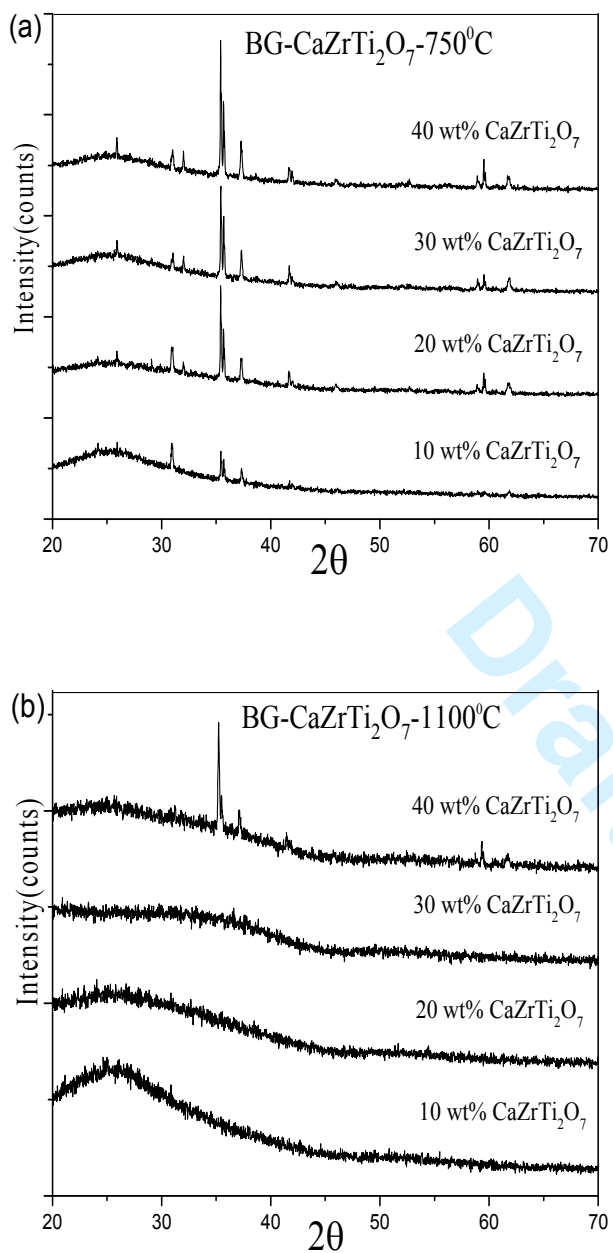 (a)
BG-CaZrTi₂O₇-750⁰C
40 wt% CaZrTi₂O₇
30 wt% CaZrTi₂O₇
20 wt% CaZrTi₂O₇
10 wt% CaZrTi₂O₇
Intensity(counts)
20 30 40 50 60 70
2θ
(b)
BG-CaZrTi₂O₇-1100⁰C
40 wt% CaZrTi₂O₇
30 wt% CaZrTi₂O₇
20 wt% CaZrTi₂O₇
10 wt% CaZrTi₂O₇
Intensity(counts)
20 30 40 50 60 70
2θ